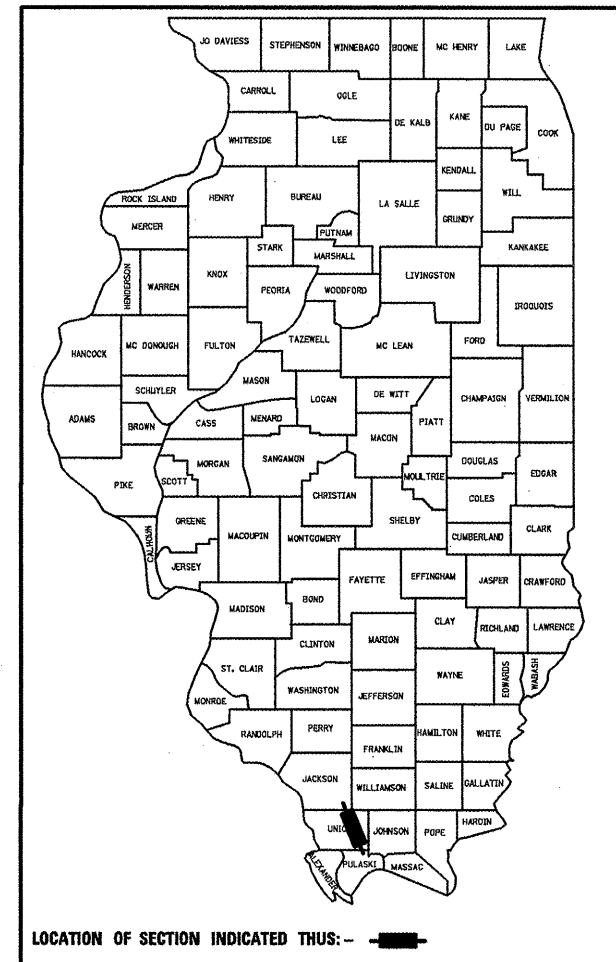 JO DAVIESS STEPHENSON WINNEBAGO BOONE MC HENRY LAKE
CARROLL OGLE DE KALB KANE DU PAGE COOK
WHITESIDE LEE
KENDALL WILL
ROCK ISLAND HENRY BUREAU LA SALLE GRUNDY
MERCER PUTNAM KANKAKEE
STARK MARSHALL
HENDERSON WARREN KNOX PEORIA WOODFORD LIVINGSTON IROQUOIS
HANCOCK MC DONOUGH FULTON TAZEWELL MC LEAN FORD
MASON
SCHUYLER LOGAN DE WITT CHAMPAIGN VERMILION
ADAMS BROWN CASS MENARD PIATT
MACON
SANGAMON DOUGLAS
PIKE SCOTT MORGAN MOULTRIE EDGAR
CHRISTIAN COLES
GREENE SHELBY
CALHOUN MACOUPIN MONTGOMERY CUMBERLAND CLARK
JERSEY
FAYETTE EFFINGHAM JASPER CRAWFORD
MADISON BOND
CLAY RICHLAND LAWRENCE
CLINTON MARION
ST. CLAIR WAYNE EDWARDS WABASH
WASHINGTON JEFFERSON
MONROE
RANDOLPH PERRY HAMILTON WHITE
FRANKLIN
JACKSON WILLIAMSON SALINE GALLATIN
HARDIN
UNIO JOHNSON POPE
ALEXANDER PULASKI MASSAC
LOCATION OF SECTION INDICATED THUS: -